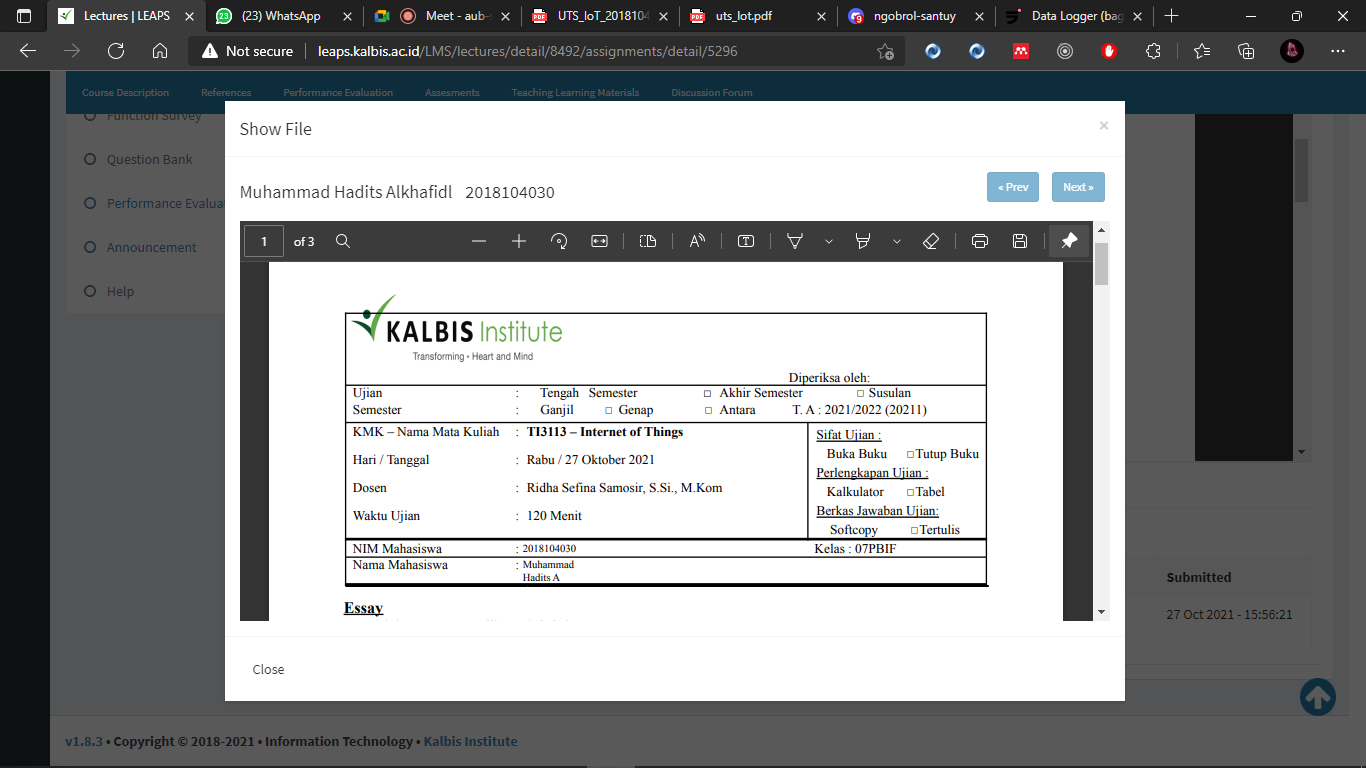 Lectures | LEAPS
(23) WhatsApp
Meet - aub-
UTS_IoT_2018104
uts_Iot.pdf
ngobrol-santuy
Data Logger (bag
Not secure
leaps.kalbis.ac.id/LMS/lectures/detail/8492/assignments/detail/5296
Course Description References Performance Evaluation Assesments Teaching Learning Materials Discussion Forum
Function Survey
Question Bank
Performance Evalua
Announcement
Help
Show File
×
Muhammad Hadits Alkhafidl 2018104030
« Prev Next »
1 of 3
KALBIS Institute
Transforming • Heart and Mind
Diperiksa oleh:
Ujian : Tengah Semester □ Akhir Semester □ Susulan
Semester : Ganjil □ Genap □ Antara T. A : 2021/2022 (20211)
KMK – Nama Mata Kuliah : TI3113 – Internet of Things
Hari / Tanggal : Rabu / 27 Oktober 2021
Dosen : Ridha Sefina Samosir, S.Si., M.Kom
Waktu Ujian : 120 Menit
Sifat Ujian :
Buka Buku □ Tutup Buku
Perlengkapan Ujian :
Kalkulator □ Tabel
Berkas Jawaban Ujian:
Softcopy □ Tertulis
NIM Mahasiswa : 2018104030 Kelas : 07PBIF
Nama Mahasiswa : Muhammad
Hadits A
Essay
Close
Submitted
27 Oct 2021 - 15:56:21
v1.8.3 • Copyright © 2018-2021 • Information Technology • Kalbis Institute